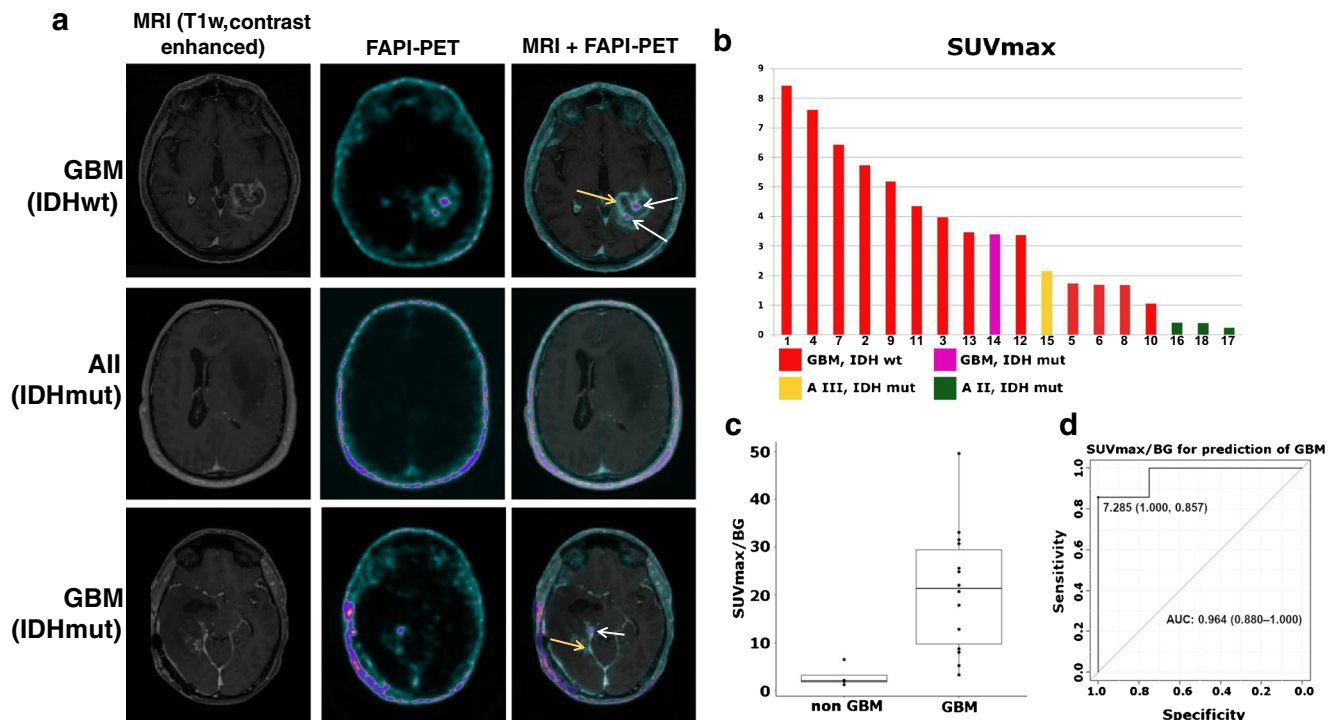 a
MRI (T1w,contrast
enhanced)
FAPI-PET
MRI + FAPI-PET
GBM
(IDHwt)
AII
(IDHmut)
GBM
(IDHmut)
b
SUVmax
9
8
7
6
5
4
3
2
1
0
1 4 7 2 9 11 3 13 14 12 15 5 6 8 10 16 18 17
GBM, IDH wt
GBM, IDH mut
A III, IDH mut
A II, IDH mut
c
SUVmax/BG
50
40
30
20
10
0
non GBM
GBM
d
SUVmax/BG for prediction of GBM
Sensitivity
1.0
0.8
0.6
0.4
0.2
0.0
7.285 (1.000, 0.857)
AUC: 0.964 (0.880–1.000)
1.0 0.8 0.6 0.4 0.2 0.0
Specificity